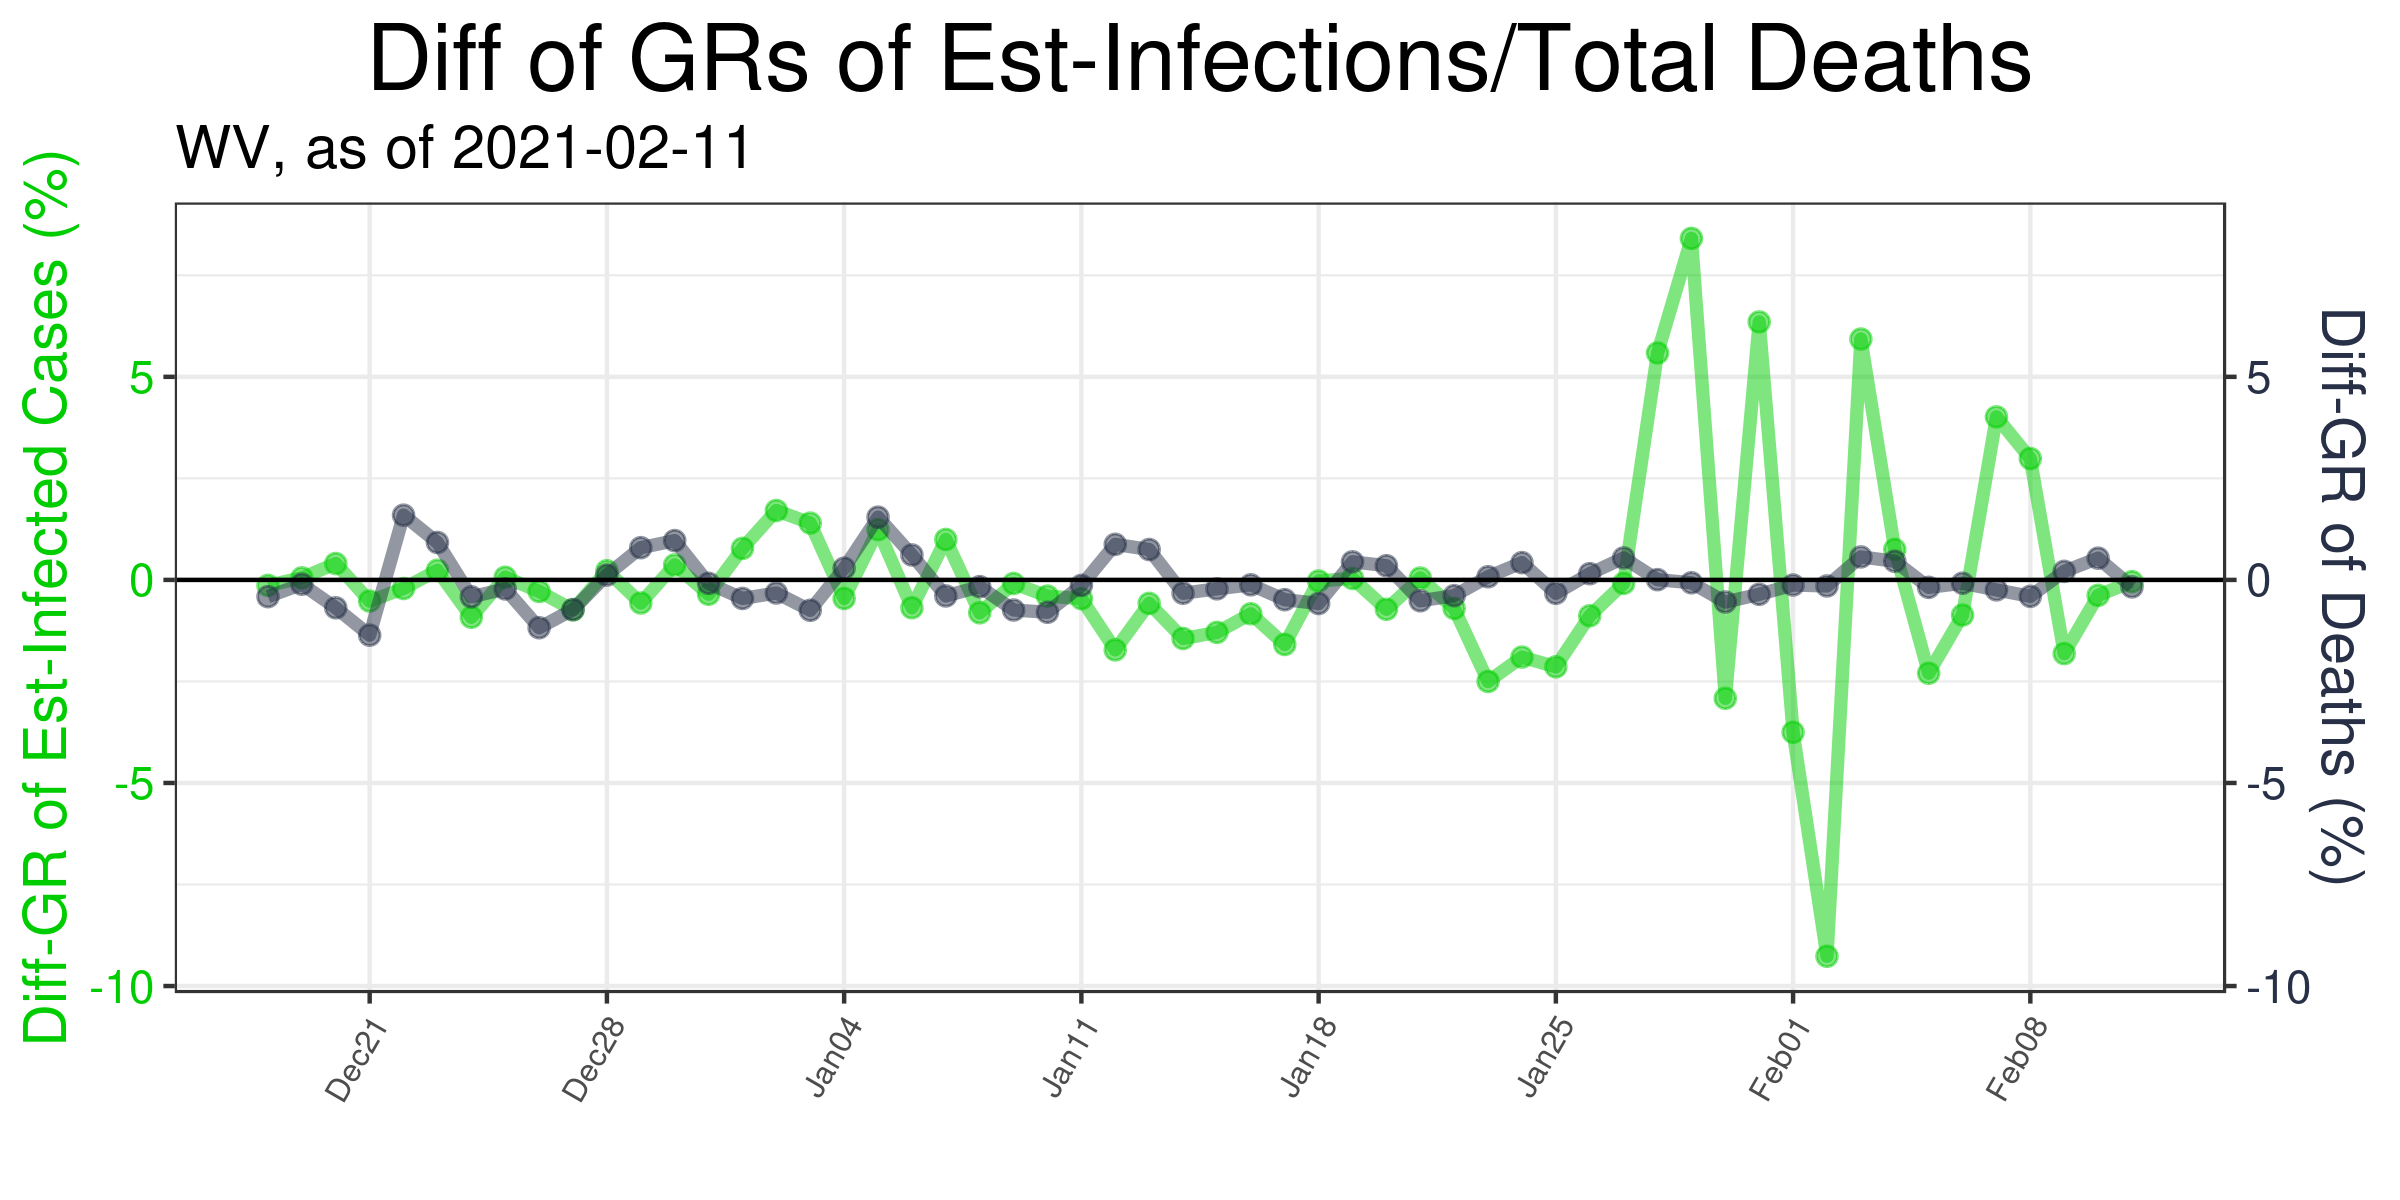 Diff of GRs of Est-Infections/Total Deaths
WV, as of 2021-02-11
Diff-GR of Est-Infected Cases (%)
5
0
-5
-10
5
0
-5
-10
Diff-GR of Deaths (%)
Dec21
Dec28
Jan04
Jan11
Jan18
Jan25
Feb01
Feb08